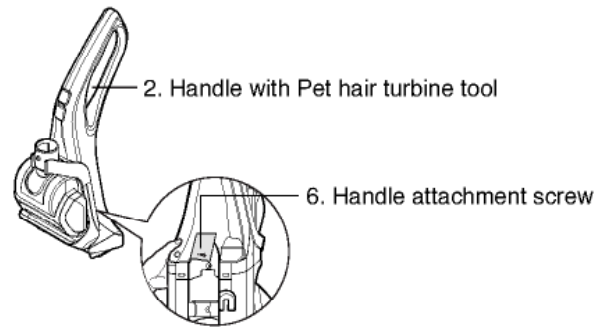 2. Handle with Pet hair turbine tool
6. Handle attachment screw